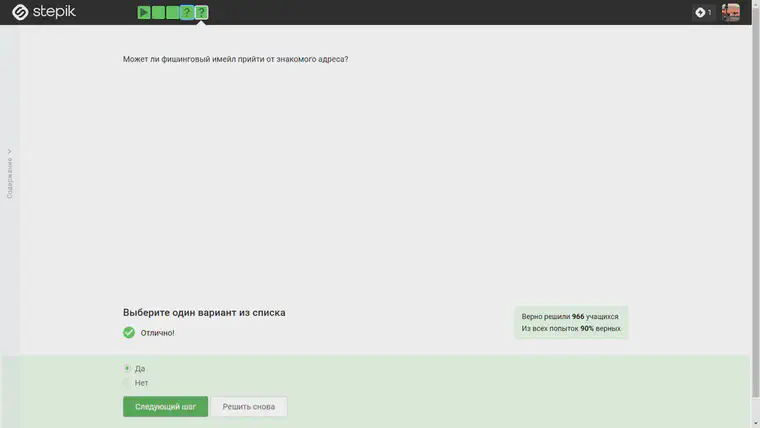 stepik
? ?
1
Может ли фишинговый имейл прийти от знакомого адреса?
Содержание
Выберите один вариант из списка
Отлично!
Верно решили 966 учащихся
Из всех попыток 90% верных
Да
Нет
Следующий шаг
Решить снова